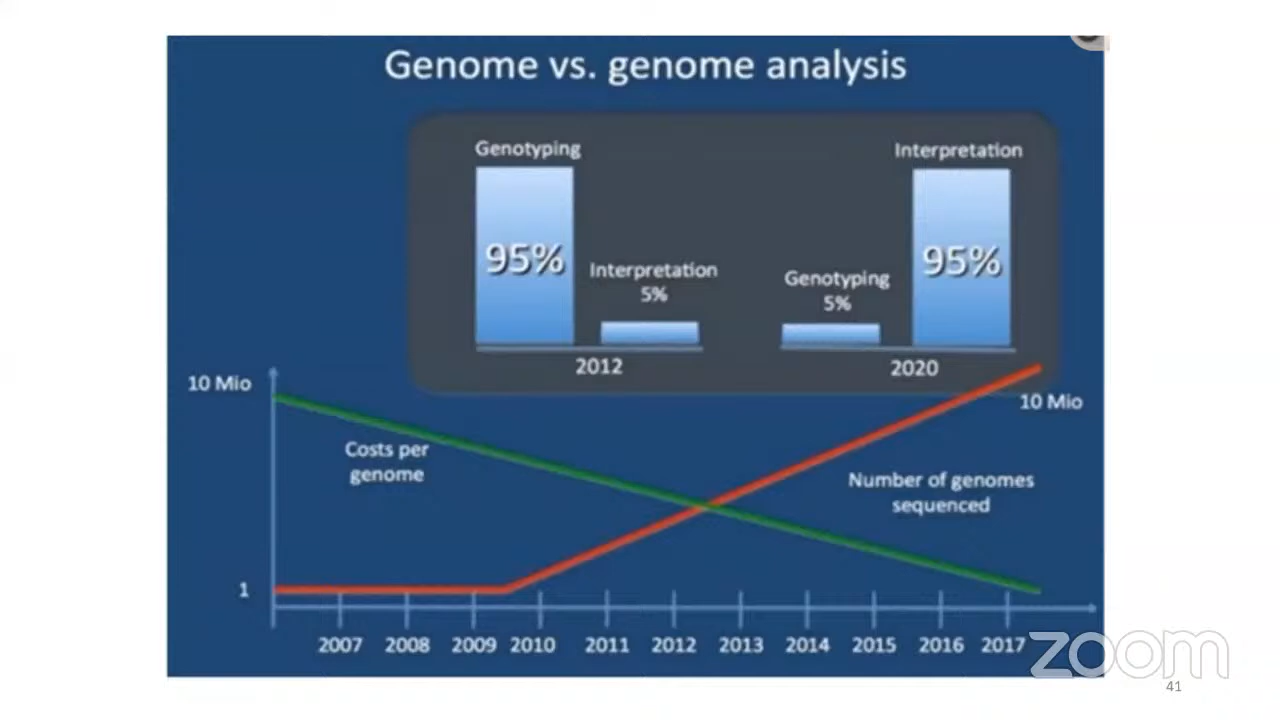 Genome vs. genome analysis
Genotyping
95%
Interpretation
5%
2012
Genotyping
5%
Interpretation
95%
2020
10 Mio
Costs per
genome
10 Mio
Number of genomes
sequenced
1
2007 2008 2009 2010 2011 2012 2013 2014 2015 2016 2017
zoom
41